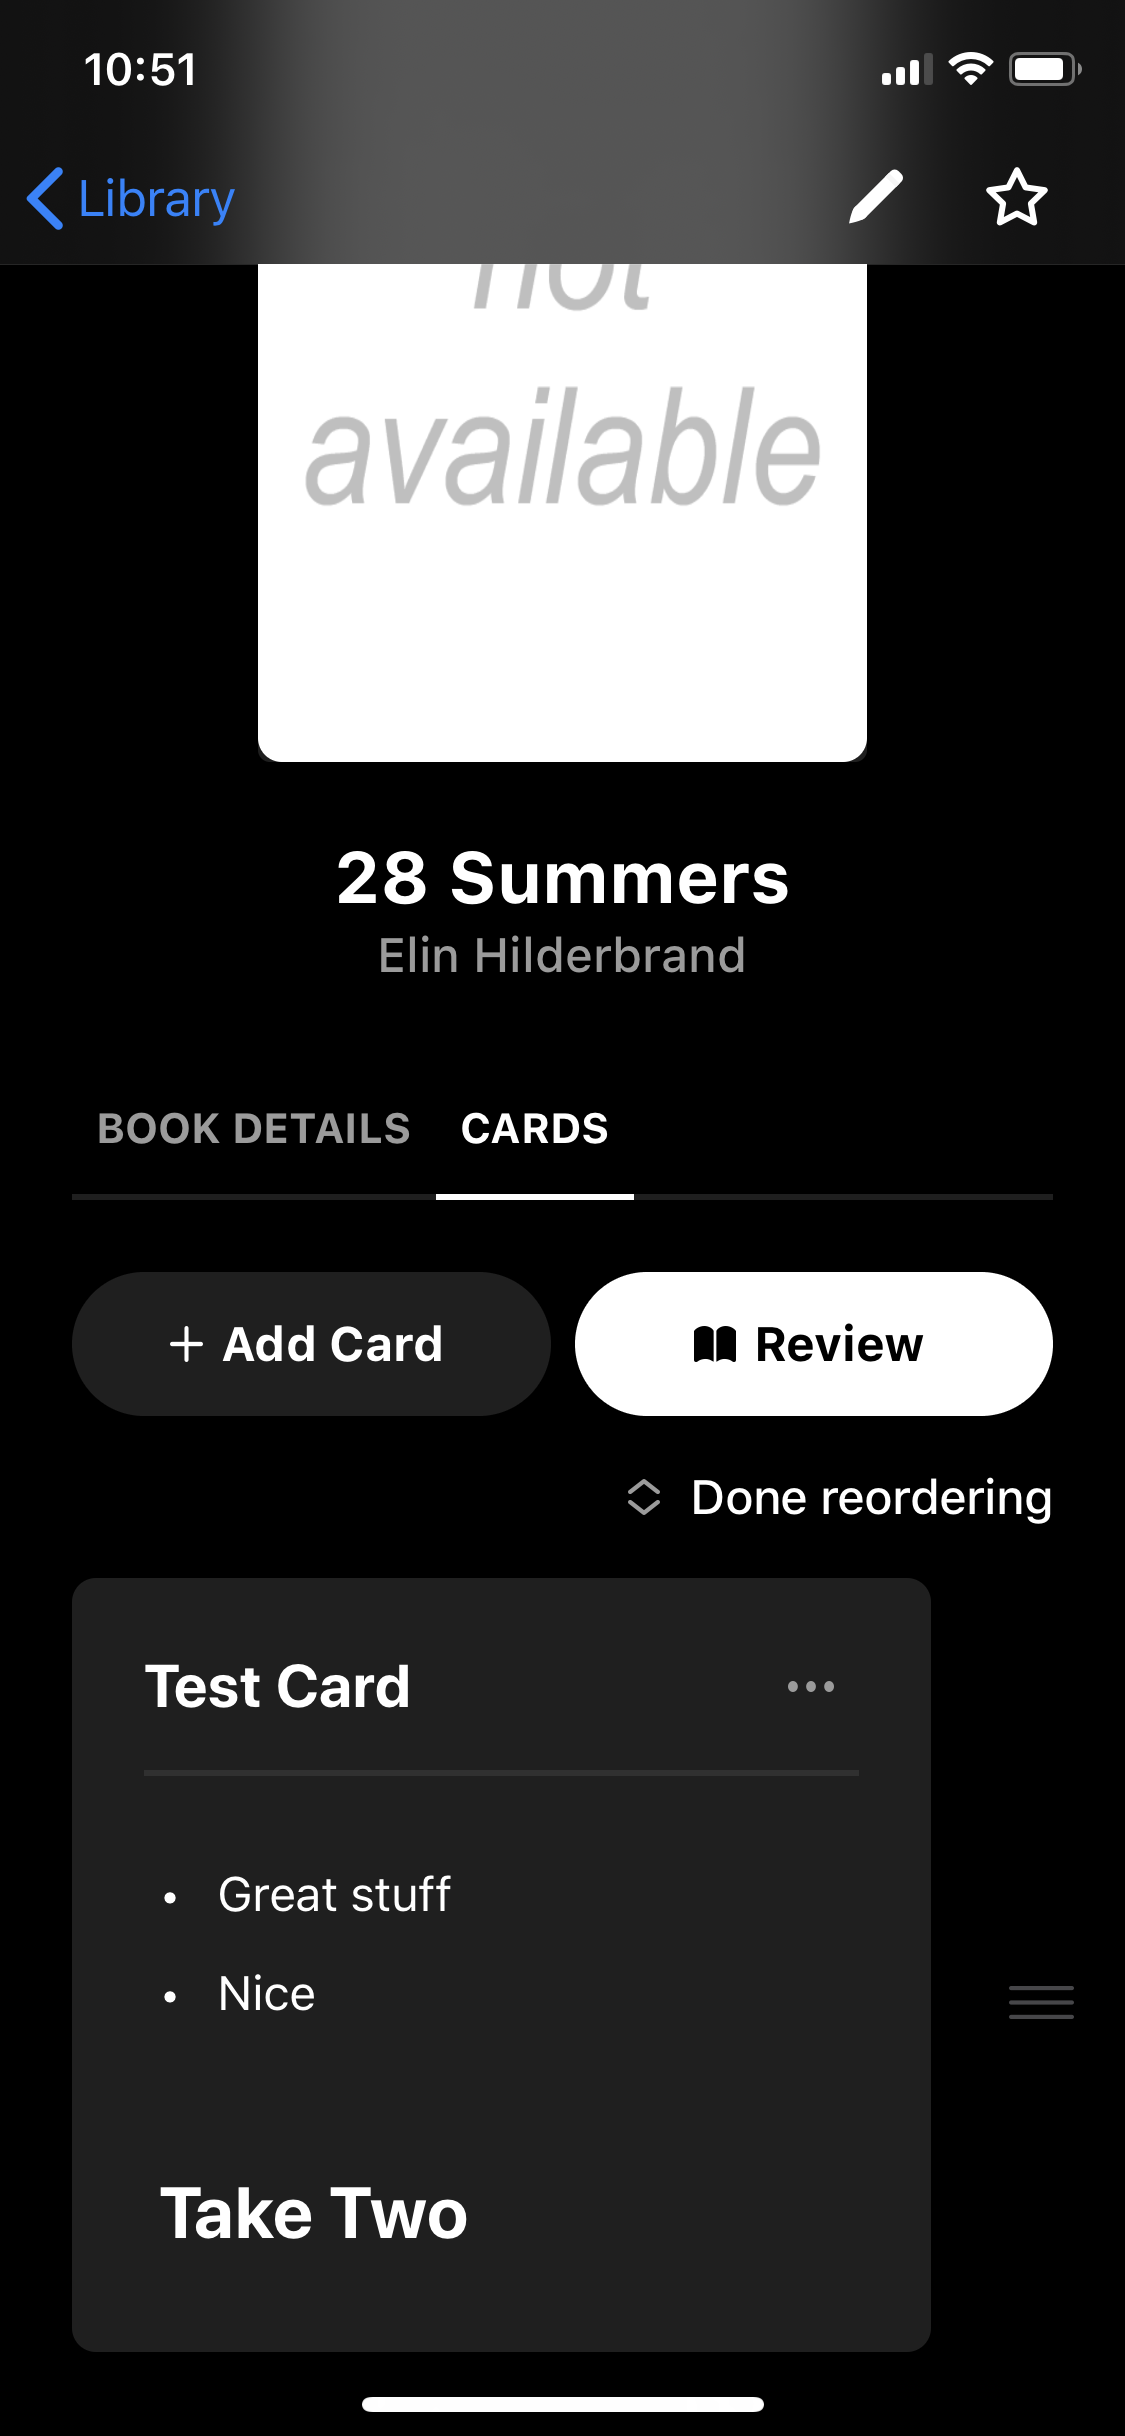 10:51
Library
not
available
28 Summers
Elin Hilderbrand
BOOK DETAILS CARDS
+ Add Card
Review
Done reordering
Test Card
• Great stuff
• Nice
Take Two